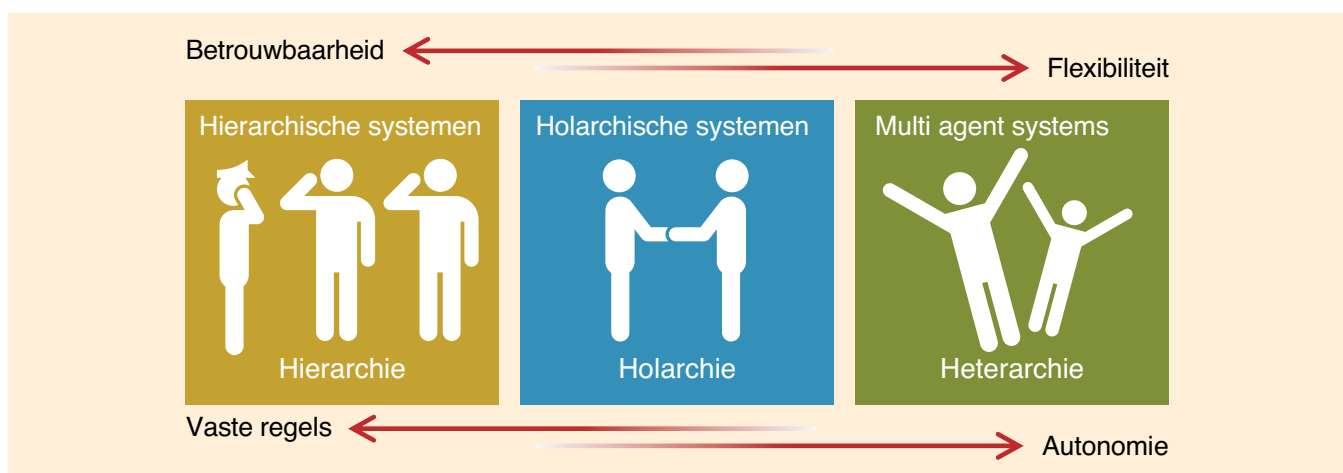 Betrouwbaarheid
Flexibiliteit
Hierarchische systemen
Holarchische systemen
Multi agent systems
Hierarchie
Holarchie
Heterarchie
Vaste regels
Autonomie